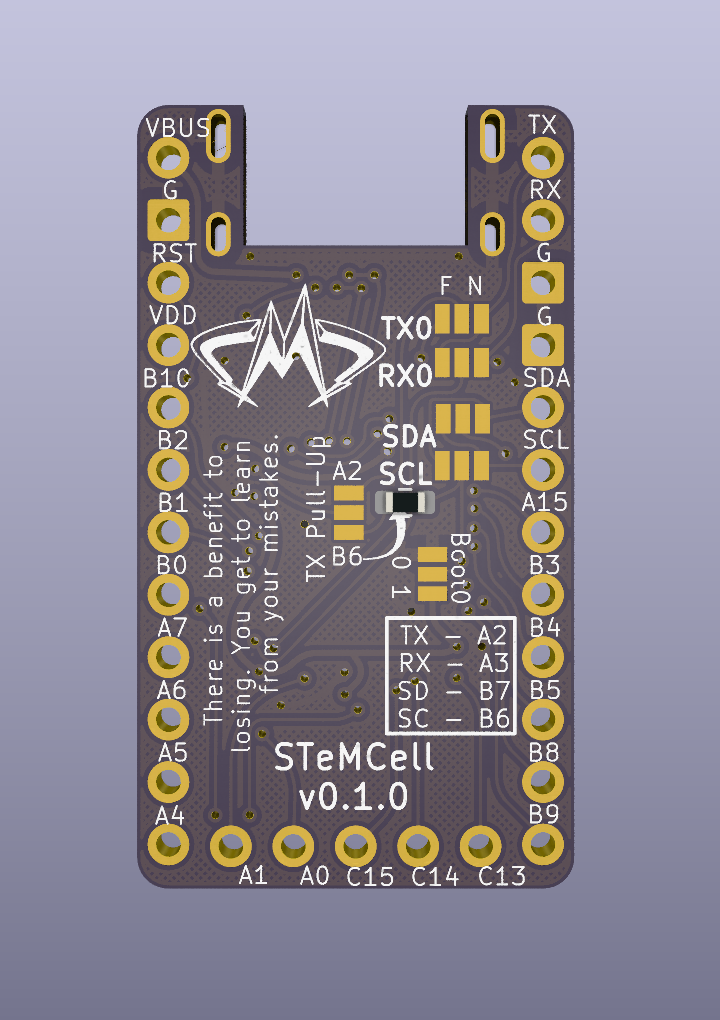 VBUS
G
RST
VDD
B10
B2
B1
B0
A7
A6
A5
A4
TX
RX
G
G
SDA
SCL
A15
B3
B4
B5
B8
B9
F N
TX0
RX0
SDA
SCL
There is a benefit to
losing. You get to learn
from your mistakes.
TX Pull-Up
A2
B6
Boot0
0 1
TX - A2
RX - A3
SD - B7
SC - B6
STeMCell
v0.1.0
A1 A0 C15 C14 C13